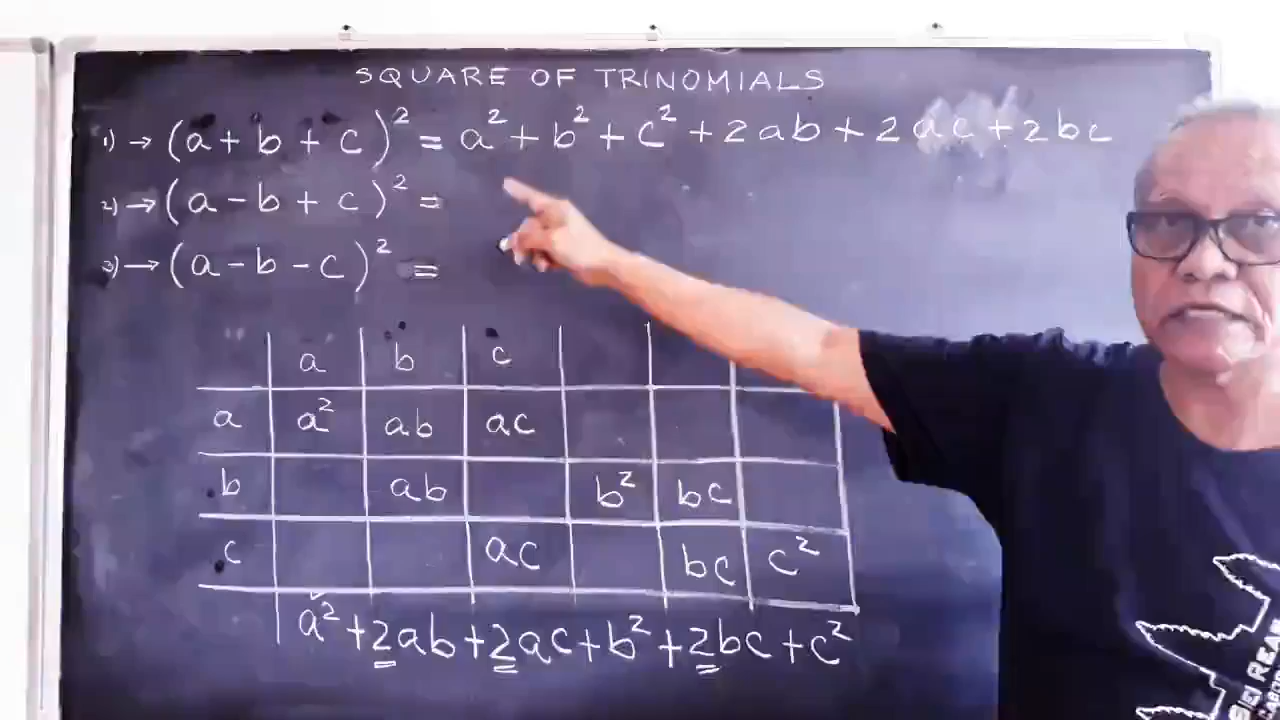 SQUARE OF TRINOMIALS
1) → (a + b + c)² = a² + b² + c² + 2ab + 2ac + 2bc
2) → (a - b + c)² =
3) → (a - b - c)² =
a b c
a a² ab ac
b ab b² bc
c ac bc c²
a² + 2ab + 2ac + b² + 2bc + c²